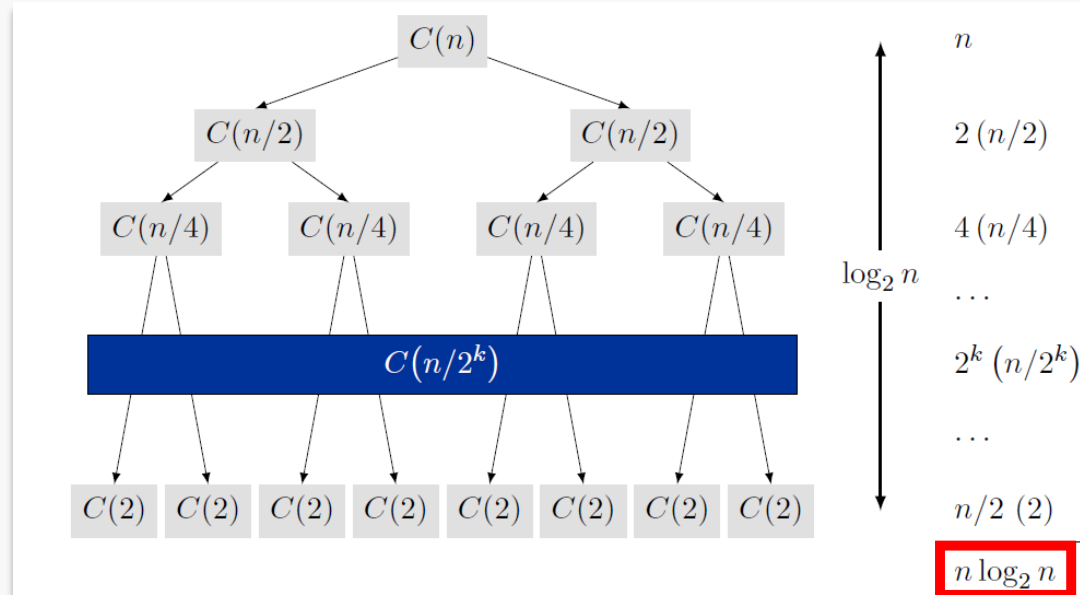 C(n) n
C(n/2) C(n/2) 2 (n/2)
C(n/4) C(n/4) C(n/4) C(n/4) 4 (n/4)
log₂ n
. . .
C(n/2ᵏ) 2ᵏ (n/2ᵏ)
. . .
C(2) C(2) C(2) C(2) C(2) C(2) C(2) C(2) n/2 (2)
n log₂ n